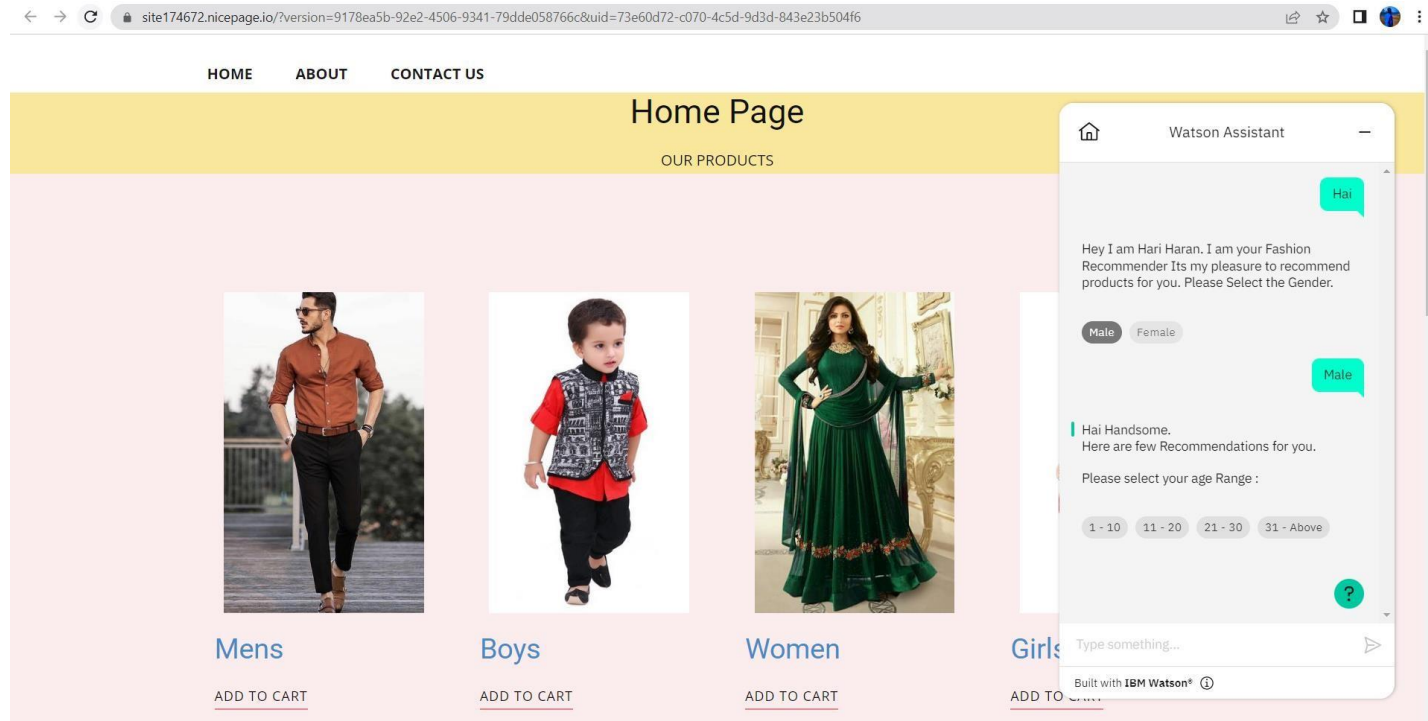 site174672.nicepage.io/?version=9178ea5b-92e2-4506-9341-79dde058766c&uid=73e60d72-c070-4c5d-9d3d-843e23b504f6
HOME ABOUT CONTACT US
Home Page
OUR PRODUCTS
Mens Boys Women Girls
ADD TO CART ADD TO CART ADD TO CART ADD TO CART
Watson Assistant
Hai
Hey I am Hari Haran. I am your Fashion
Recommender Its my pleasure to recommend
products for you. Please Select the Gender.
Male Female
Male
Hai Handsome.
Here are few Recommendations for you.
Please select your age Range :
1 - 10 11 - 20 21 - 30 31 - Above
?
Type something...
Built with IBM Watson®